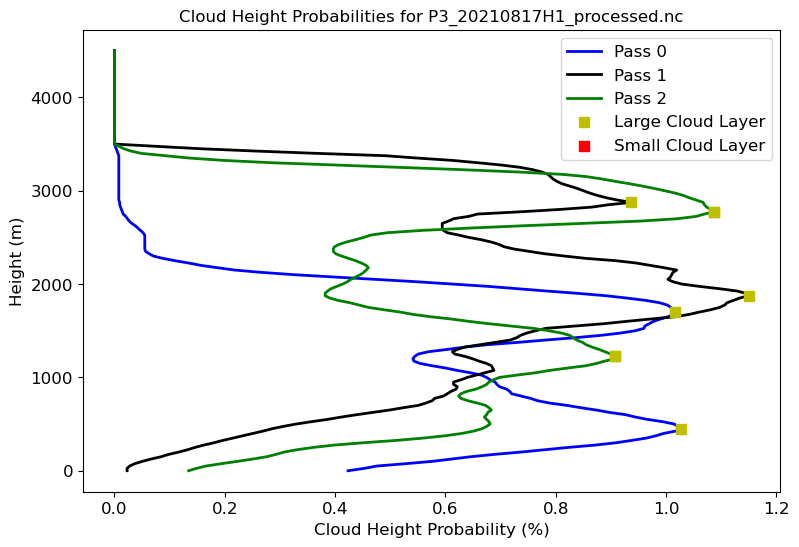 Cloud Height Probabilities for P3_20210817H1_processed.nc
Pass 0
Pass 1
Pass 2
Large Cloud Layer
Small Cloud Layer
4000
3000
2000
1000
0
Height (m)
0.0 0.2 0.4 0.6 0.8 1.0 1.2
Cloud Height Probability (%)